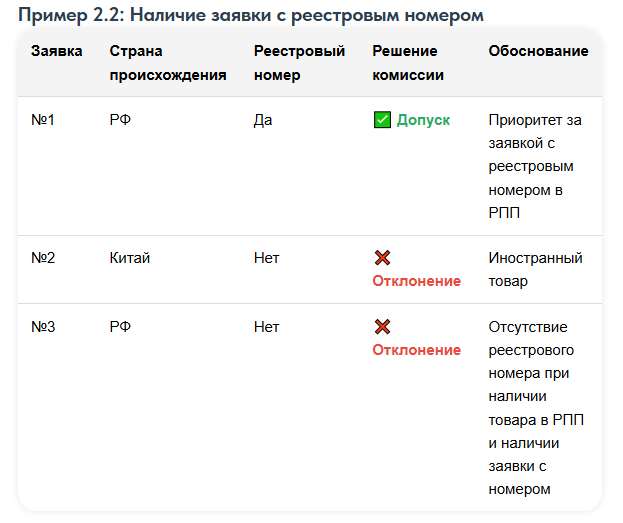 Пример 2.2: Наличие заявки с реестровым номером
Заявка Страна происхождения Реестровый номер Решение комиссии Обоснование
№1 РФ Да ✅ Допуск Приоритет за
заявкой с
реестровым
номером в
РПП
№2 Китай Нет ❌ Отклонение Иностранный
товар
№3 РФ Нет ❌ Отклонение Отсутствие
реестрового
номера при
наличии
товара в РПП
и наличии
заявки с
номером